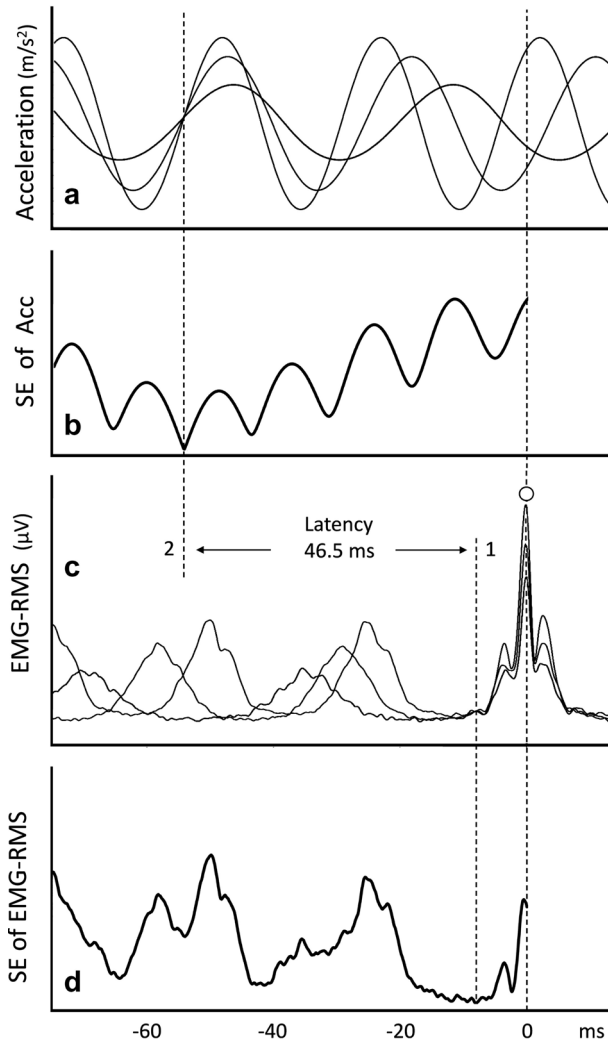 Acceleration (m/s²)
a
SE of Acc
b
EMG-RMS (μV)
c
2
Latency
46.5 ms
1
SE of EMG-RMS
d
-60 -40 -20 0 ms